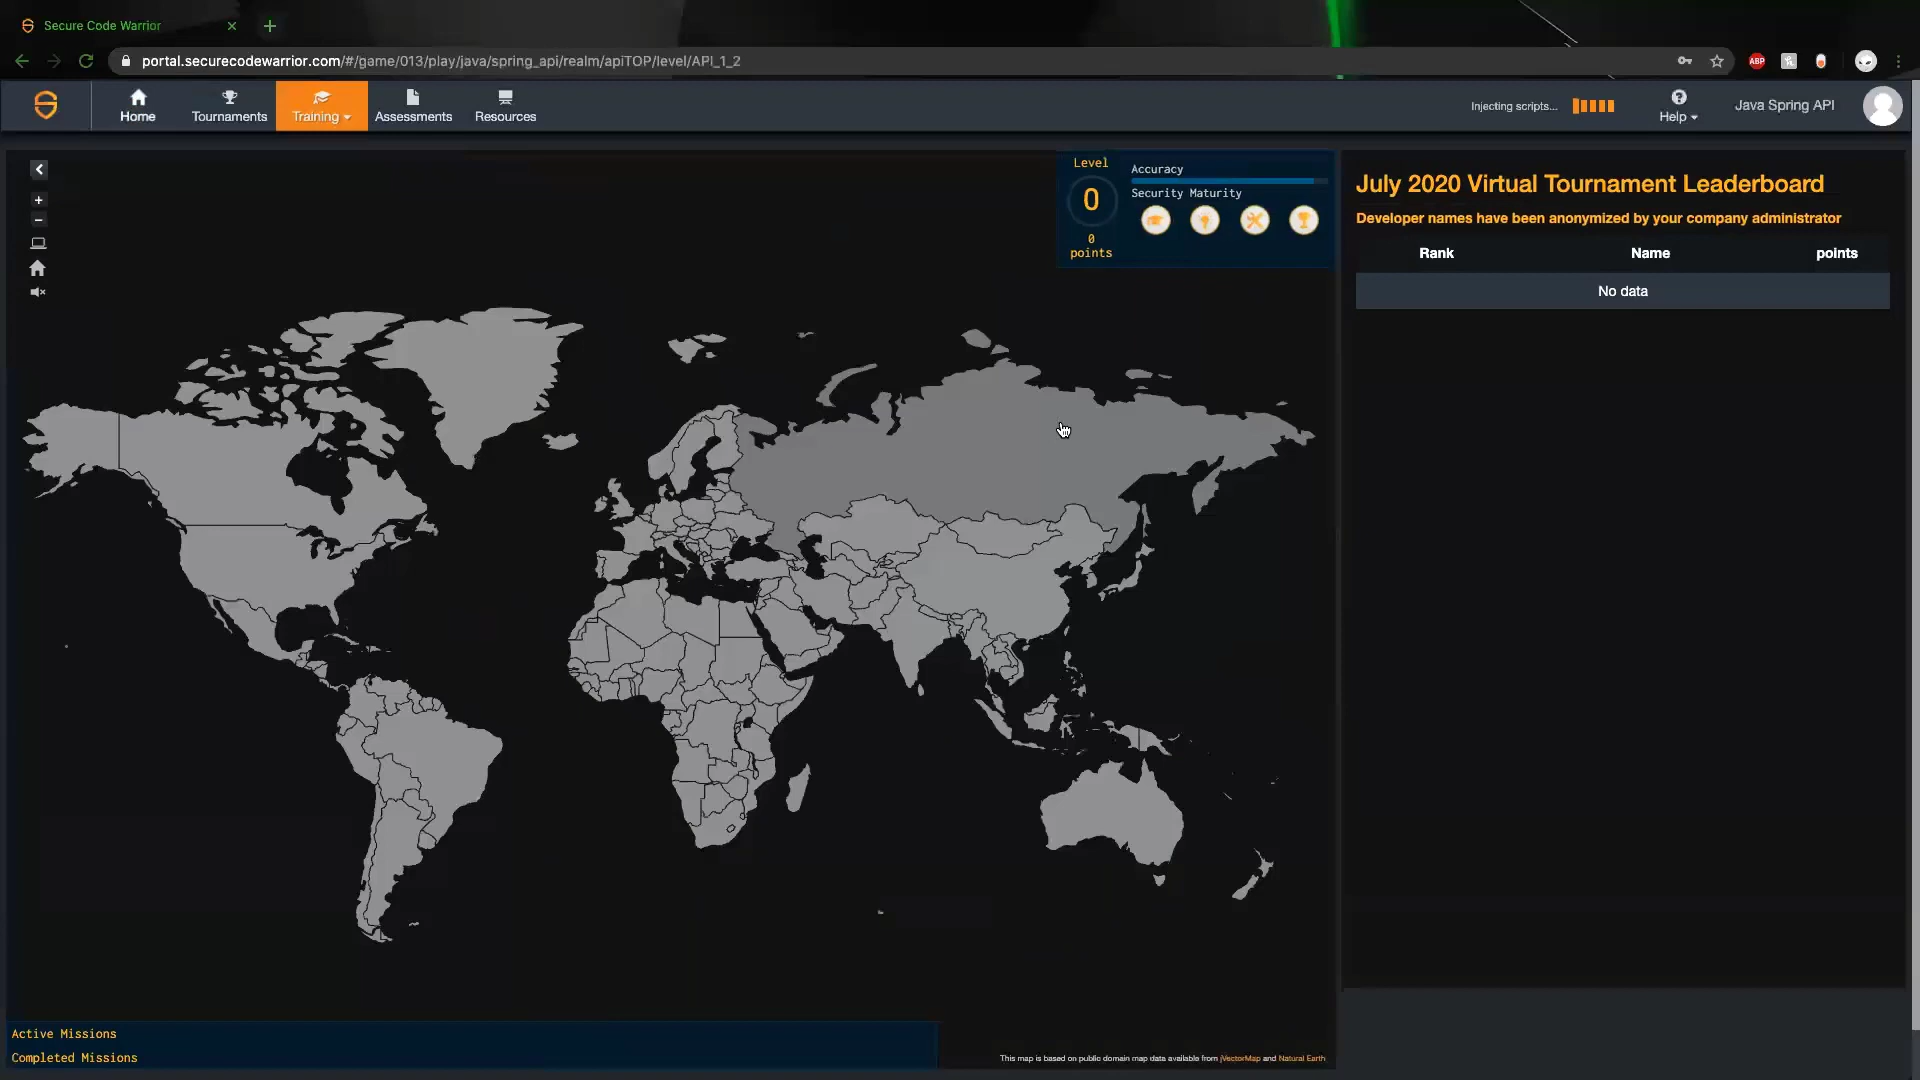 Secure Code Warrior
portal.securecodewarrior.com/#/game/013/play/java/spring_api/realm/apiTOP/level/API_1_2
ABP
Home
Tournaments
Training
Assessments
Resources
Injecting scripts...
Help
Java Spring API
Level
0
0
points
Accuracy
Security Maturity
July 2020 Virtual Tournament Leaderboard
Developer names have been anonymized by your company administrator
Rank Name points
No data
Active Missions
Completed Missions
This map is based on public domain map data available from jVectorMap and Natural Earth